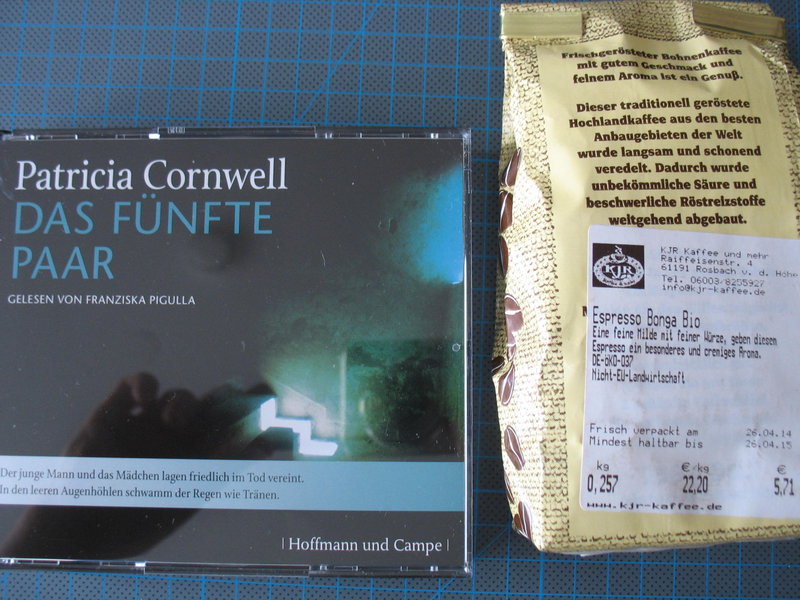 Patricia Cornwell
DAS FÜNFTE
PAAR
GELESEN VON FRANZISKA PIGULLA
Der junge Mann und das Mädchen lagen friedlich im Tod vereint.
In den leeren Augenhöhlen schwamm der Regen wie Tränen.
| Hoffmann und Campe |
Frischgerösteter Bohnenkaffee
mit gutem Geschmack und
feinem Aroma ist ein Genuß.
Dieser traditionell geröstete
Hochlandkaffee aus den besten
Anbaugebieten der Welt
wurde langsam und schonend
veredelt. Dadurch wurde
unbekömmliche Säure und
beschwerliche Röstreizstoffe
weitgehend abgebaut.
KJR
KJR Kaffee und mehr
Raiffeisenstr. 4
61191 Rosbach v. d. Höhe
Tel. 06003/8255927
info@kjr-kaffee.de
Espresso Bonga Bio
Eine feine Milde mit feiner Würze, geben diesem
Espresso ein besonderes und cremiges Aroma.
DE-ÖKO-037
Nicht-EU-Landwirtschaft
Frisch verpackt am 26.04.14
Mindest haltbar bis 26.04.15
kg €/kg €
0,257 22,20 5,71
www.kjr-kaffee.de